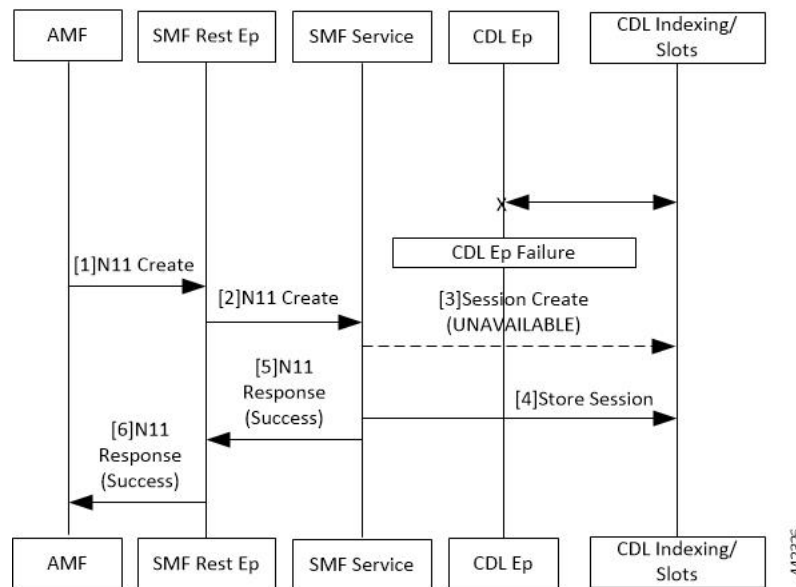 AMF
SMF Rest Ep
SMF Service
CDL Ep
CDL Indexing/
Slots
X
CDL Ep Failure
[1]N11 Create
[2]N11 Create
[3]Session Create
(UNAVAILABLE)
[5]N11
Response
(Success)
[4]Store Session
[6]N11
Response
(Success)
AMF
SMF Rest Ep
SMF Service
CDL Ep
CDL Indexing/
Slots